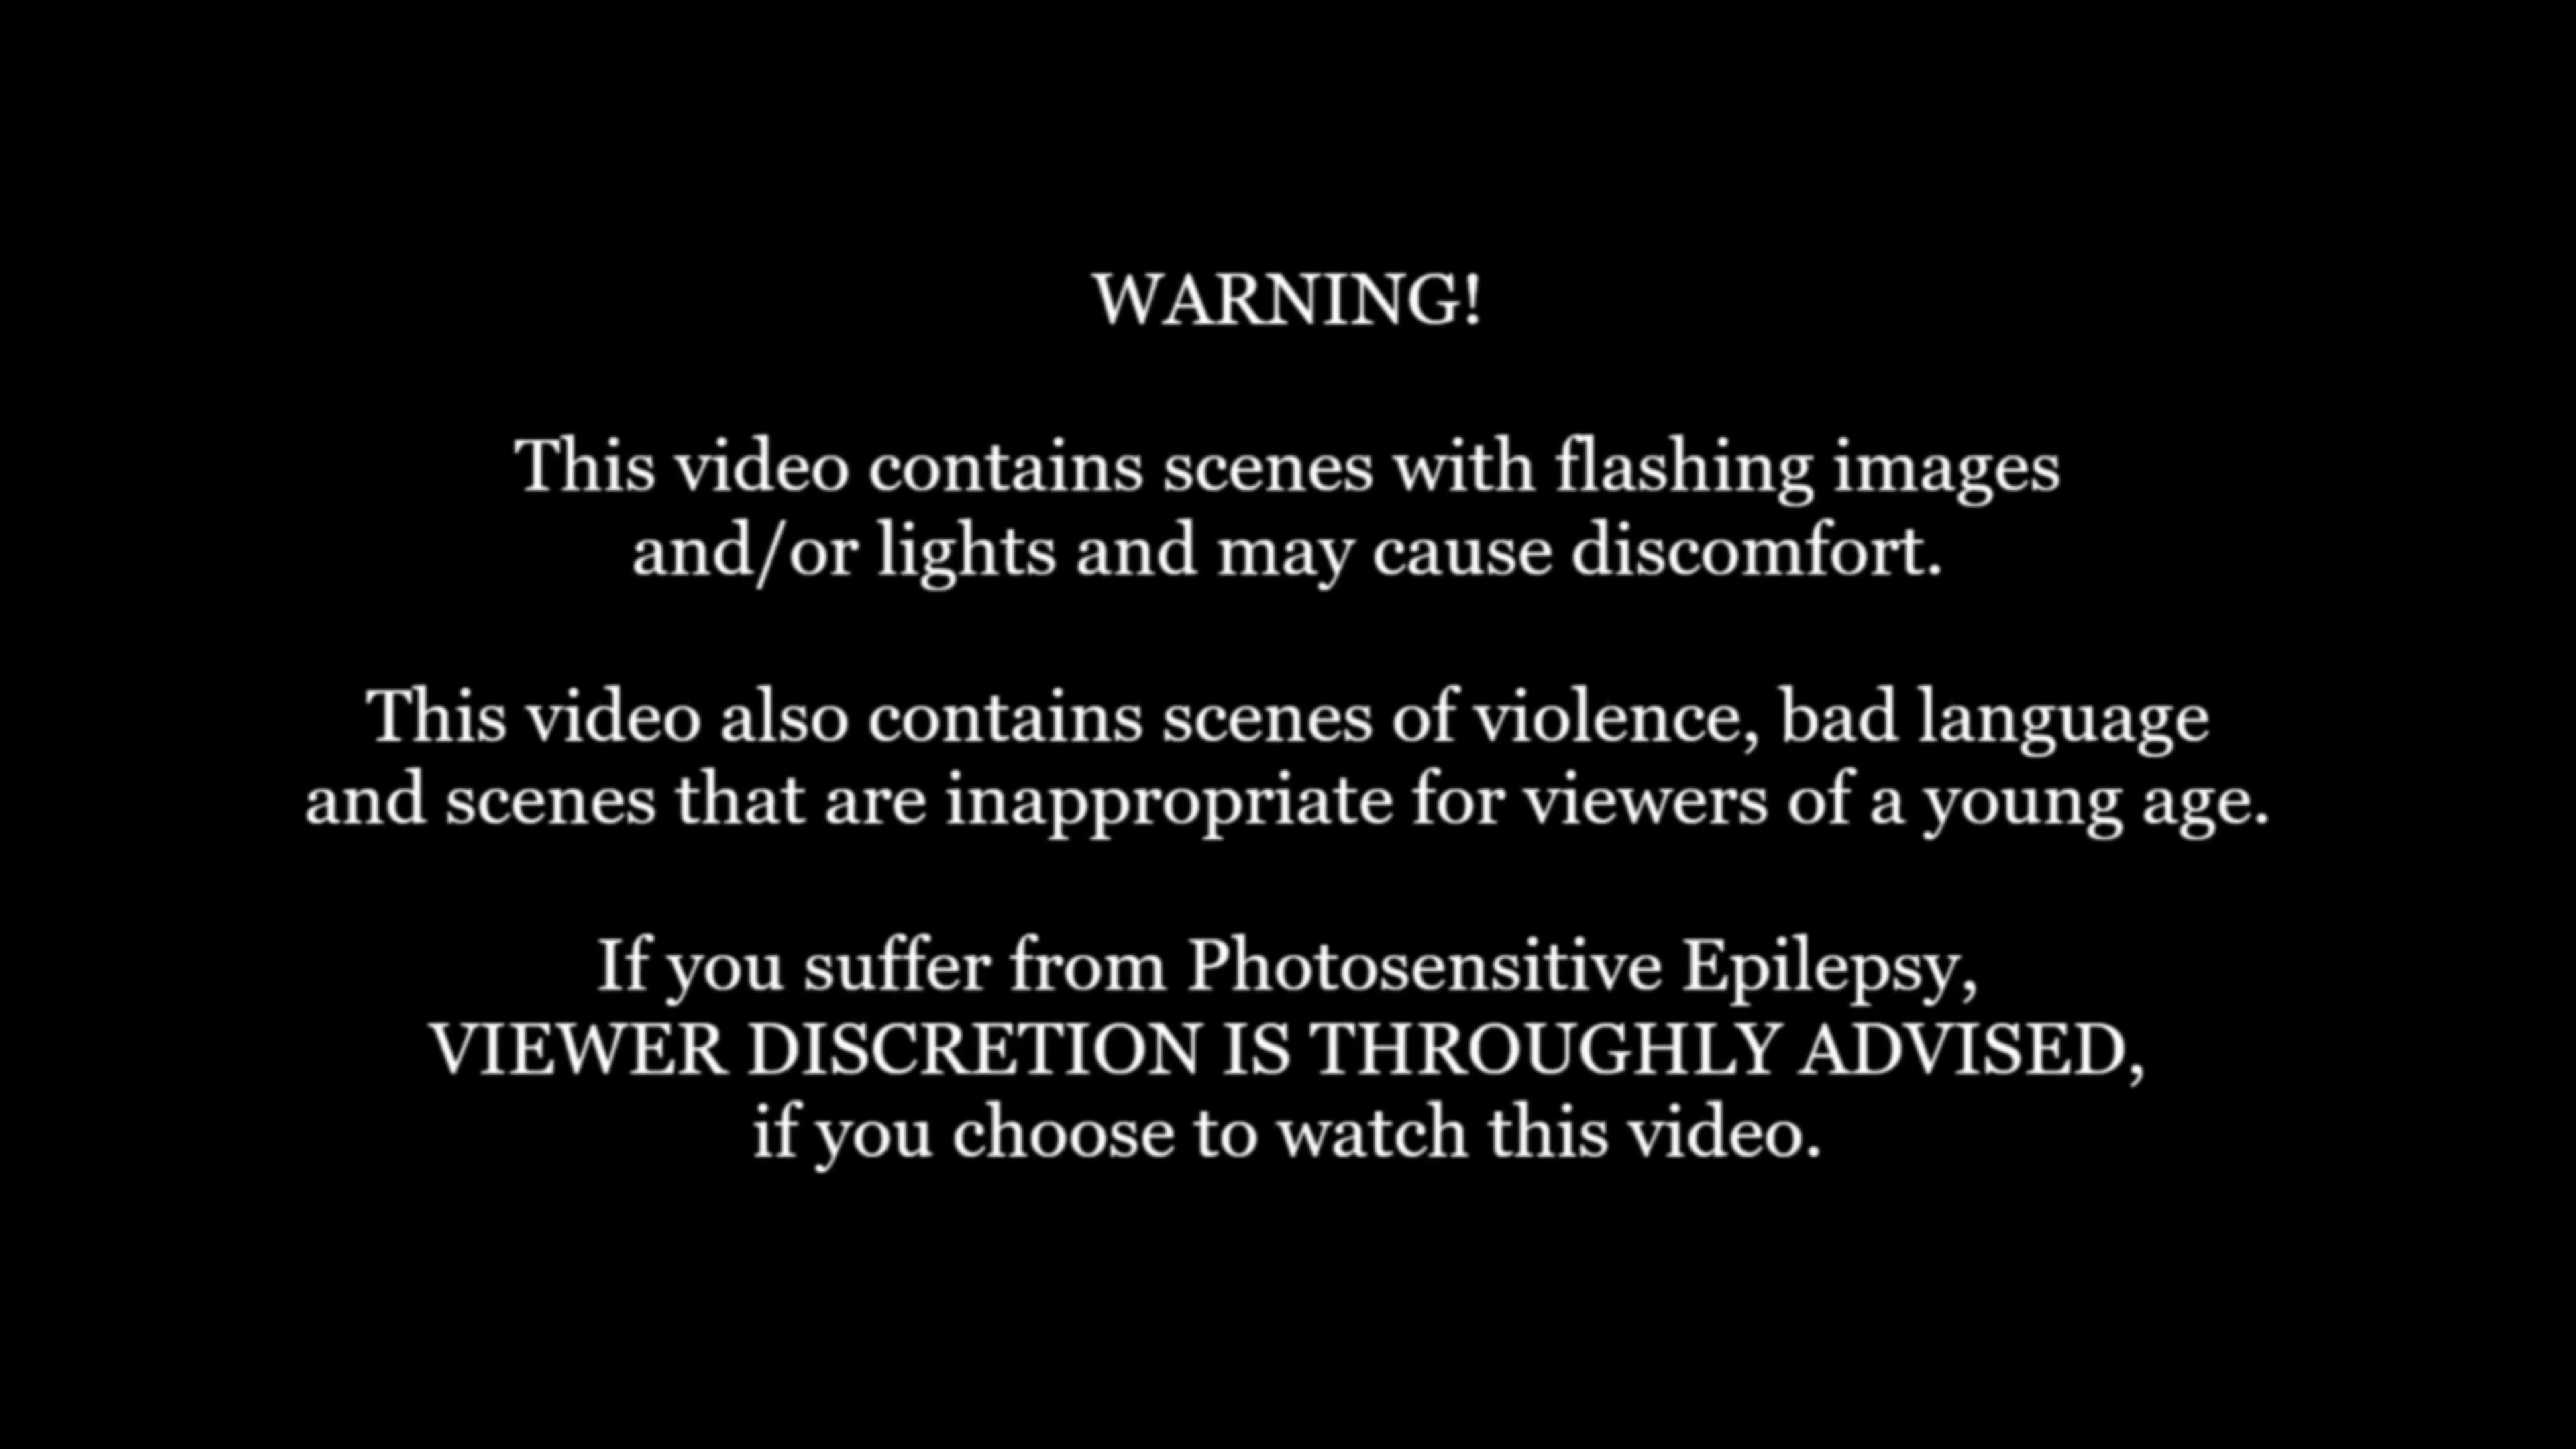 WARNING!
This video contains scenes with flashing images
and/or lights and may cause discomfort.
This video also contains scenes of violence, bad language
and scenes that are inappropriate for viewers of a young age.
If you suffer from Photosensitive Epilepsy,
VIEWER DISCRETION IS THROUGHLY ADVISED,
if you choose to watch this video.